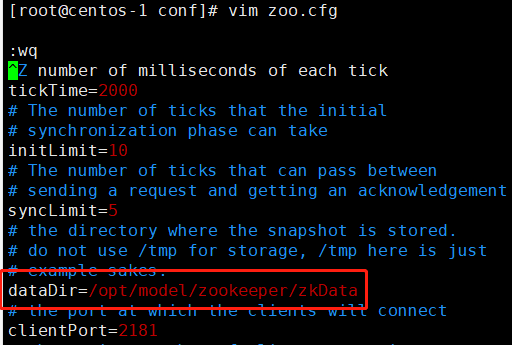 [root@centos-1 conf]# vim zoo.cfg
:wq
^Z number of milliseconds of each tick
tickTime=2000
# The number of ticks that the initial
# synchronization phase can take
initLimit=10
# The number of ticks that can pass between
# sending a request and getting an acknowledgement
syncLimit=5
# the directory where the snapshot is stored.
# do not use /tmp for storage, /tmp here is just
# example sakes.
dataDir=/opt/model/zookeeper/zkData
# the port at which the clients will connect
clientPort=2181